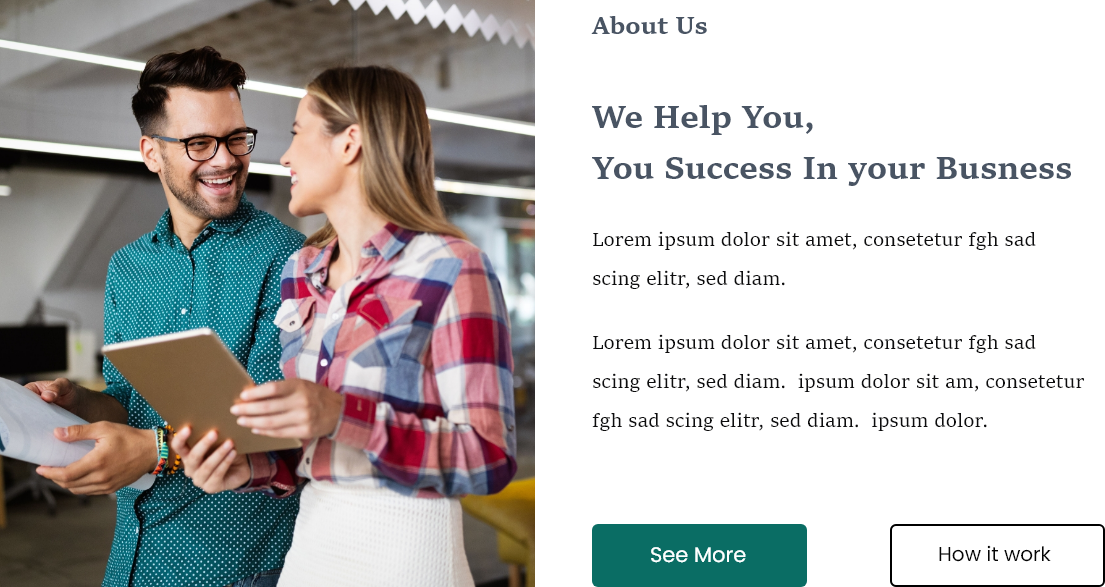 About Us
We Help You,
You Success In your Busness
Lorem ipsum dolor sit amet, consetetur fgh sad
scing elitr, sed diam.
Lorem ipsum dolor sit amet, consetetur fgh sad
scing elitr, sed diam.  ipsum dolor sit am, consetetur
fgh sad scing elitr, sed diam.  ipsum dolor.
See More
How it work